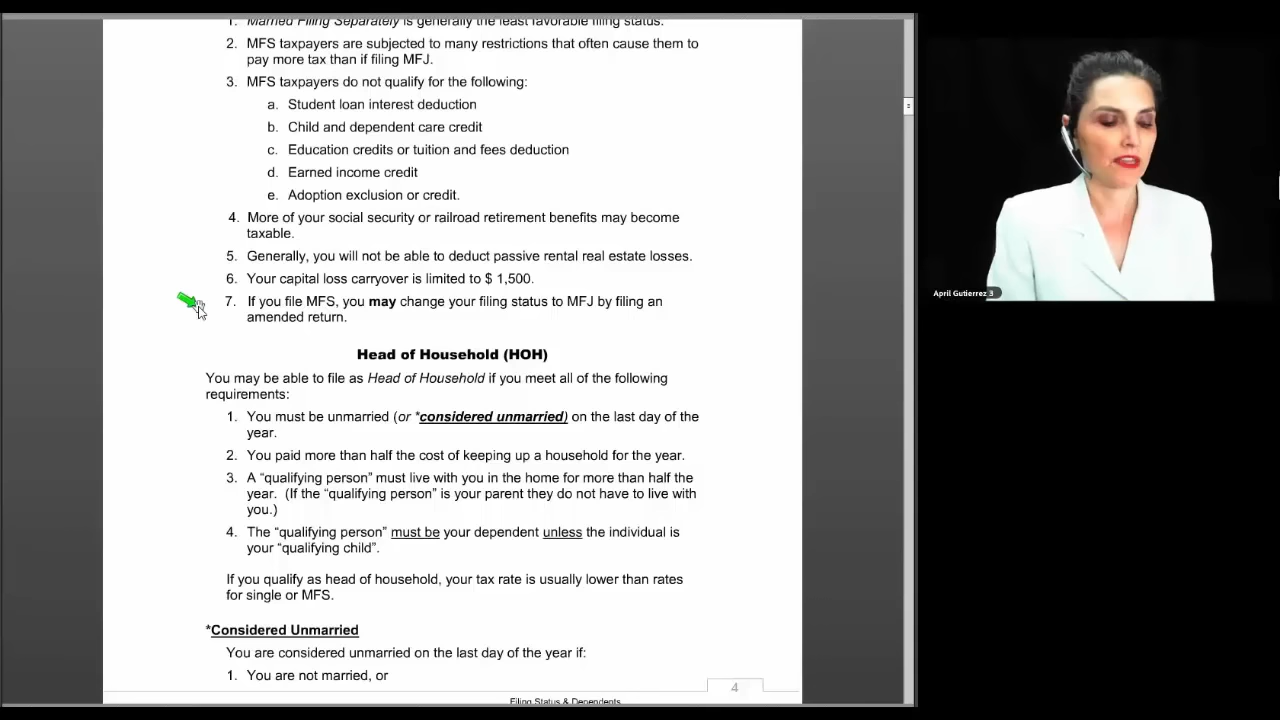 1. Married Filing Separately is generally the least favorable filing status.
2. MFS taxpayers are subjected to many restrictions that often cause them to
pay more tax than if filing MFJ.
3. MFS taxpayers do not qualify for the following:
a. Student loan interest deduction
b. Child and dependent care credit
c. Education credits or tuition and fees deduction
d. Earned income credit
e. Adoption exclusion or credit.
4. More of your social security or railroad retirement benefits may become
taxable.
5. Generally, you will not be able to deduct passive rental real estate losses.
6. Your capital loss carryover is limited to $ 1,500.
7. If you file MFS, you may change your filing status to MFJ by filing an
amended return.
Head of Household (HOH)
You may be able to file as Head of Household if you meet all of the following
requirements:
1. You must be unmarried (or *considered unmarried) on the last day of the
year.
2. You paid more than half the cost of keeping up a household for the year.
3. A “qualifying person” must live with you in the home for more than half the
year. (If the “qualifying person” is your parent they do not have to live with
you.)
4. The “qualifying person” must be your dependent unless the individual is
your “qualifying child”.
If you qualify as head of household, your tax rate is usually lower than rates
for single or MFS.
*Considered Unmarried
You are considered unmarried on the last day of the year if:
1. You are not married, or
4
Filing Status & Dependents
April Gutierrez 3